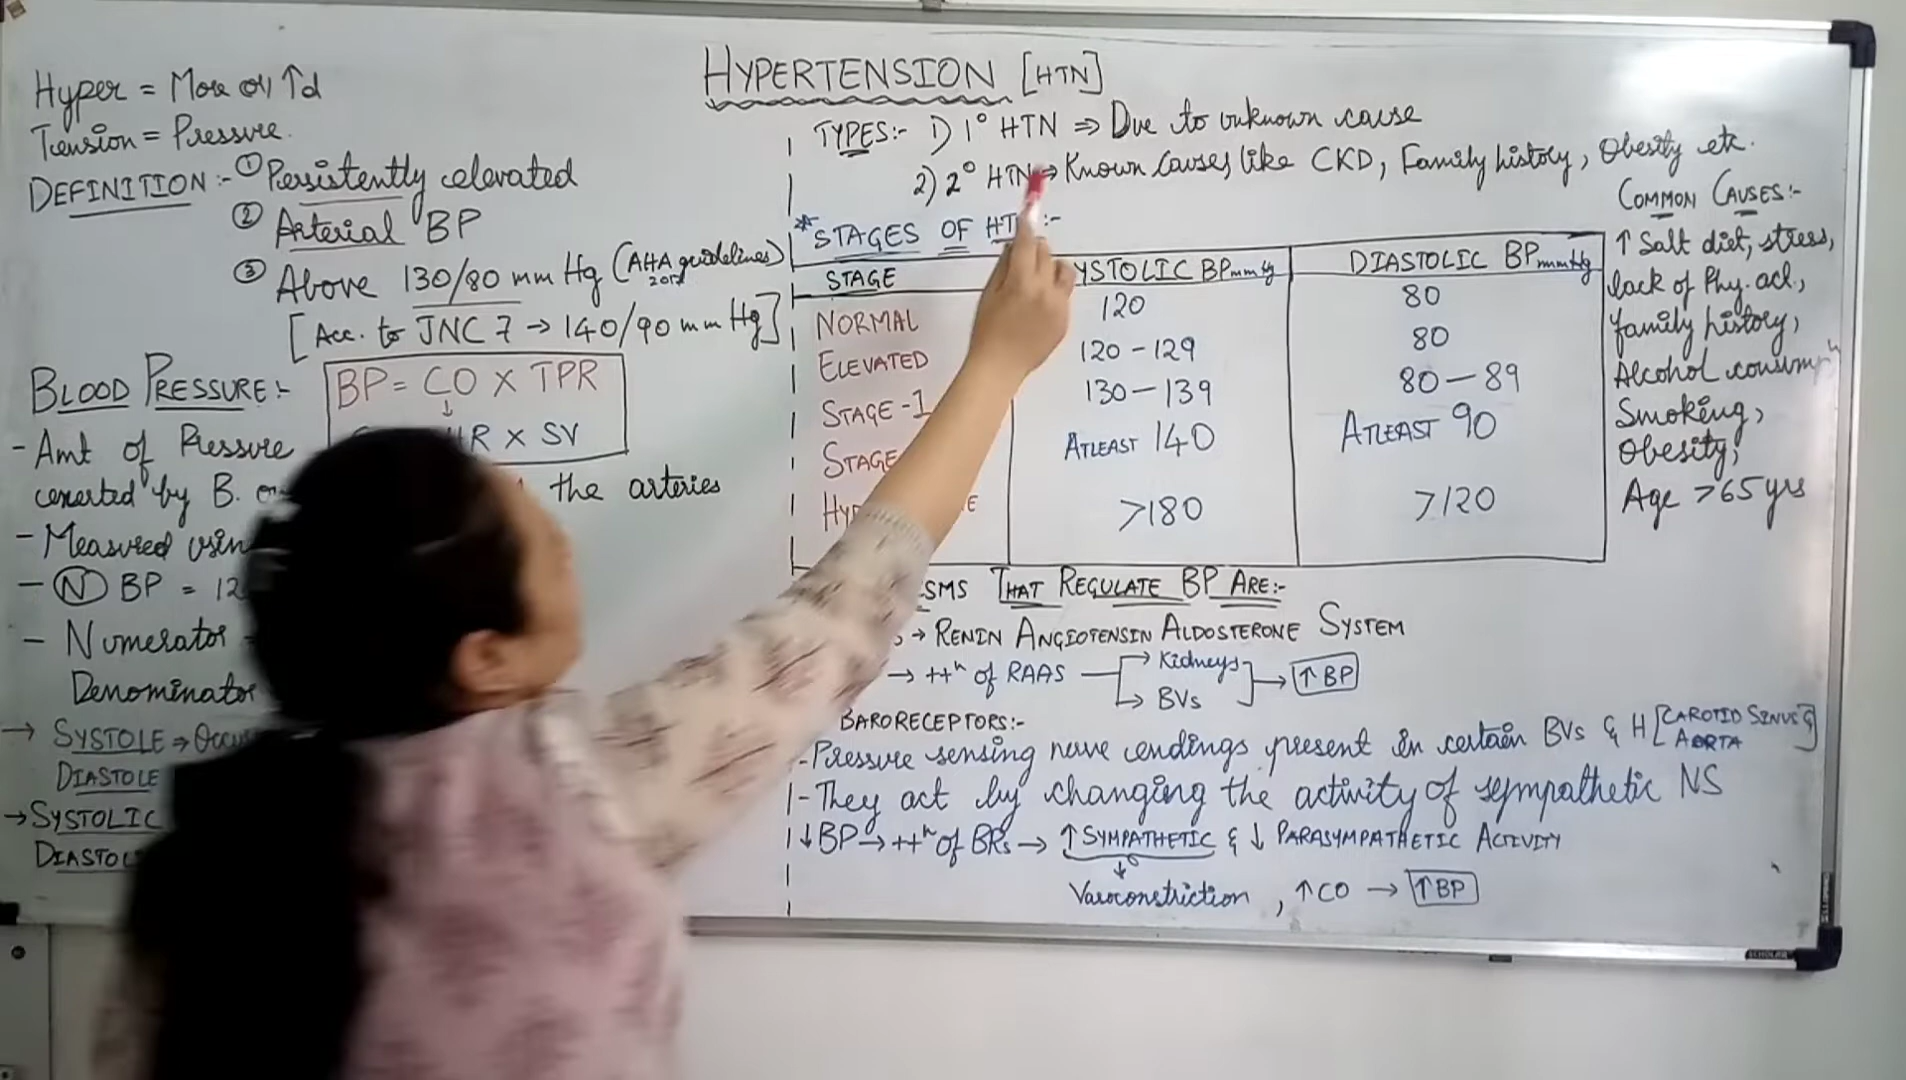 HYPERTENSION [HTN]
Hyper = More or ↑d
Tension = Pressure.
DEFINITION :- ① Persistently elevated
② Arterial BP
③ Above 130/80 mm Hg (AHA guidelines)
2017
[Acc. to JNC 7 → 140/90 mm Hg]
BLOOD PRESSURE :-
BP = CO X TPR
↓
HR X SV
- Amt of Pressure
exerted by B. on the arteries
- Measured usin
- Ⓝ BP = 12
- Numerator
Denominator
→ SYSTOLE ⇒ Occu
DIASTOLE
→ SYSTOLIC
DIASTOL
TYPES:- 1) 1° HTN ⇒ Due to unknown cause
2) 2° HTN ⇒ Known Causes like CKD, Family history, Obesity etc.
*STAGES OF HT :-
STAGE YSTOLIC BP mmHg DIASTOLIC BP mmHg
NORMAL 120 80
ELEVATED 120-129 80
STAGE-1 130-139 80-89
STAGE ATLEAST 140 ATLEAST 90
HY E >180 >120
COMMON CAUSES:-
↑ Salt diet, stress,
lack of Phy. act.,
family history,
Alcohol consumpⁿ
Smoking,
Obesity,
Age >65 yrs
SMS THAT REGULATE BP ARE:-
→ RENIN ANGIOTENSIN ALDOSTERONE SYSTEM
→ ++ⁿ of RAAS → Kidneys → ↑ BP
→ BVs
BARORECEPTORS:-
- Pressure sensing nerve endings present in certain BVs & H [CAROTID SINUS &
AORTA]
- They act by changing the activity of sympathetic NS
↓ BP → ++ⁿ of BRs → ↑ SYMPATHETIC & ↓ PARASYMPATHETIC ACTIVITY
↓
Vasoconstriction, ↑ CO → ↑BP